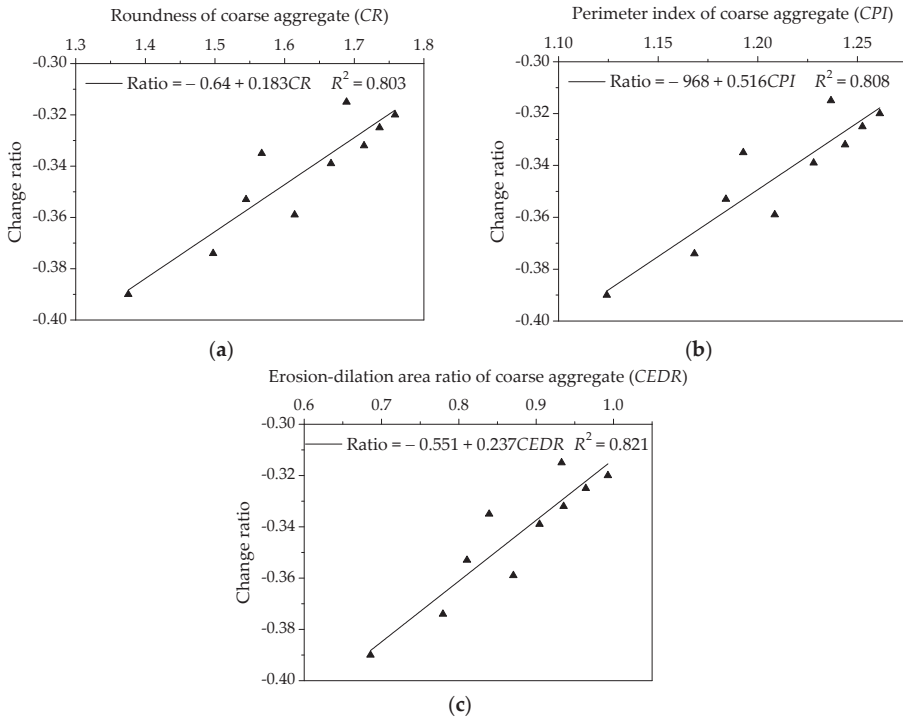 Roundness of coarse aggregate (CR)
1.3 1.4 1.5 1.6 1.7 1.8
-0.30
Ratio = – 0.64 + 0.183CR R² = 0.803
-0.32
-0.34
-0.36
-0.38
-0.40
Change ratio
(a)
Perimeter index of coarse aggregate (CPI)
1.10 1.15 1.20 1.25
-0.30
Ratio = – 968 + 0.516CPI R² = 0.808
-0.32
-0.34
-0.36
-0.38
-0.40
Change ratio
(b)
Erosion-dilation area ratio of coarse aggregate (CEDR)
0.6 0.7 0.8 0.9 1.0
-0.30
Ratio = – 0.551 + 0.237CEDR R² = 0.821
-0.32
-0.34
-0.36
-0.38
-0.40
Change ratio
(c)